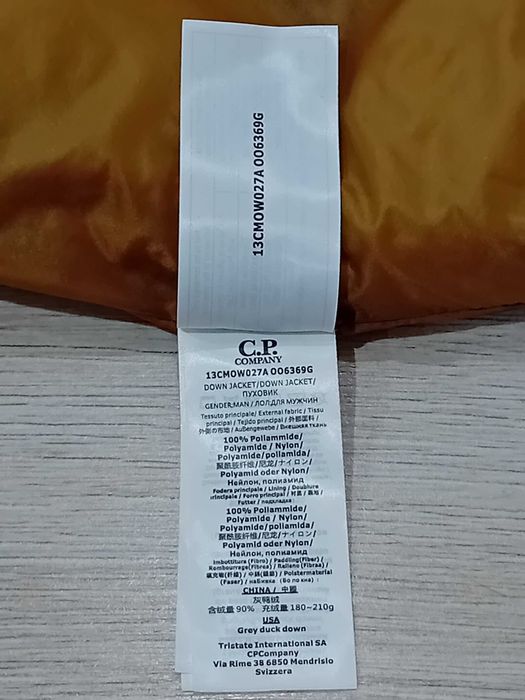 13CMOW027A OO6369G
C.P.
COMPANY
13CMOW027A OO6369G
DOWN JACKET/DOWN JACKET/
ПУХОВИК
GENDER:MAN / ПОЛ:ДЛЯ МУЖЧИН
Tessuto principale/ External fabric / Tissu
principal / Tejido principal / 外部面料 /
外側の布地 / Außengewebe / Внешняя ткань
100% Poliammide/
Polyamide / Nylon/
Polyamide/poliamida/
聚酰胺纤维/尼龙/ナイロン/
Polyamid oder Nylon/
Нейлон, полиамид
Fodera principale / Lining / Doublure
principale / Forro principal / 衬里 / 裏地 /
Futter / подкладка:
100% Poliammide/
Polyamide / Nylon/
Polyamide/poliamida/
聚酰胺纤维/尼龙/ナイロン/
Polyamid oder Nylon/
Нейлон, полиамид
Imbottitura (Fibra) / Padding(Fiber) /
Rembourrage(Fibres) / Relleno (Fibras) /
填充物(纤维) / 中綿(繊維) / Polstermaterial
(Faser) / набивка
CHINA / 中國
灰鸭绒
含绒量 90% 充绒量 180~210g
USA
Grey duck down
Tristate International SA
CPCompany
Via Rime 38 6850 Mendrisio
Svizzera